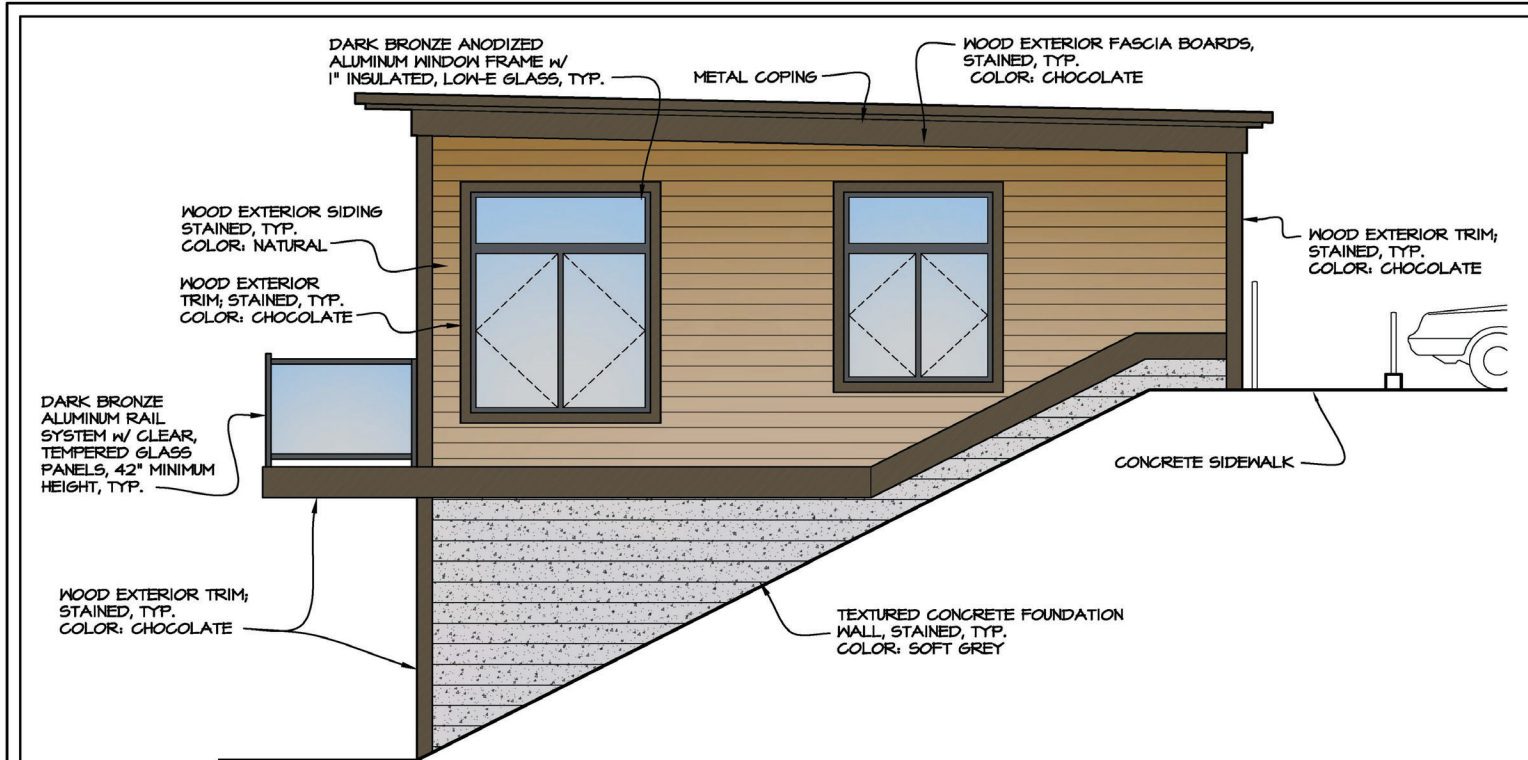 DARK BRONZE ANODIZED
ALUMINUM WINDOW FRAME w/
1" INSULATED, LOW-E GLASS, TYP.
METAL COPING
WOOD EXTERIOR FASCIA BOARDS,
STAINED, TYP.
COLOR: CHOCOLATE
WOOD EXTERIOR SIDING
STAINED, TYP.
COLOR: NATURAL
WOOD EXTERIOR
TRIM; STAINED, TYP.
COLOR: CHOCOLATE
WOOD EXTERIOR TRIM;
STAINED, TYP.
COLOR: CHOCOLATE
DARK BRONZE
ALUMINUM RAIL
SYSTEM w/ CLEAR,
TEMPERED GLASS
PANELS, 42" MINIMUM
HEIGHT, TYP.
CONCRETE SIDEWALK
WOOD EXTERIOR TRIM;
STAINED, TYP.
COLOR: CHOCOLATE
TEXTURED CONCRETE FOUNDATION
WALL, STAINED, TYP.
COLOR: SOFT GREY